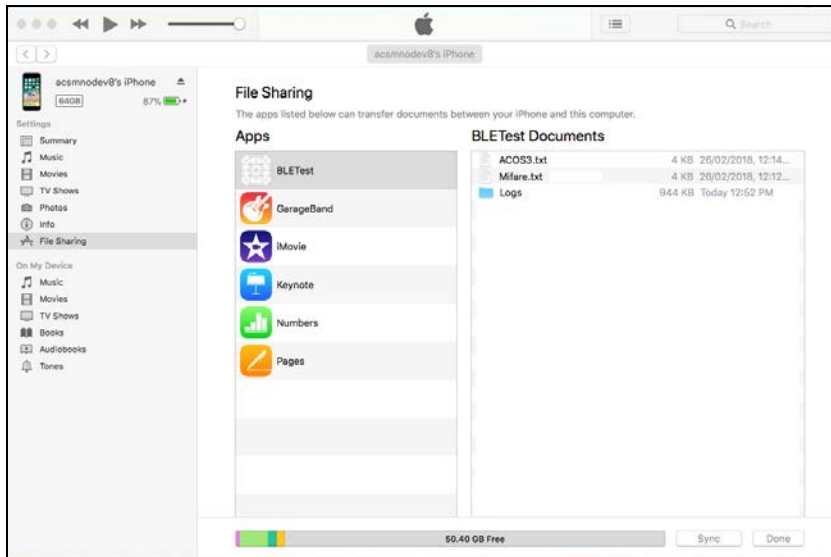 Search
acsmnodev8's iPhone
acsmnodev8's iPhone
64GB 87%
Settings
Summary
Music
Movies
TV Shows
Photos
Info
File Sharing
On My Device
Music
Movies
TV Shows
Books
Audiobooks
Tones
File Sharing
The apps listed below can transfer documents between your iPhone and this computer.
Apps
BLETest
GarageBand
iMovie
Keynote
Numbers
Pages
BLETest Documents
ACOS3.txt 4 KB 26/02/2018, 12:14...
Mifare.txt 4 KB 26/02/2018, 12:12...
Logs 944 KB Today 12:52 PM
50.40 GB Free
Sync Done